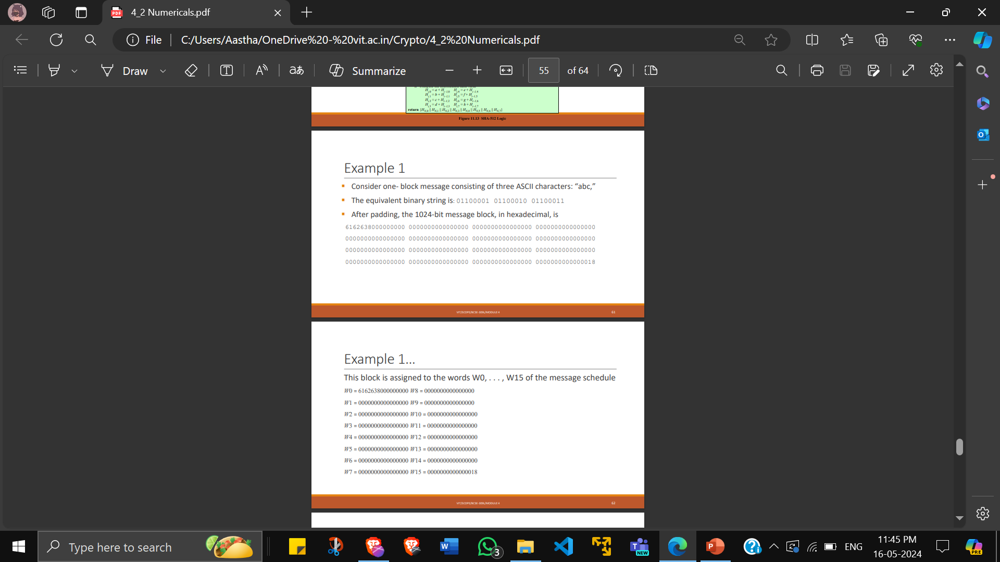 4_2 Numericals.pdf
File
C:/Users/Aastha/OneDrive%20-%20vit.ac.in/Crypto/4_2%20Numericals.pdf
Draw
Summarize
55 of 64
H_{i,0} = a + H_{i–1,0} H_{i,4} = e + H_{i–1,4}
H_{i,1} = b + H_{i–1,1} H_{i,5} = f + H_{i–1,5}
H_{i,2} = c + H_{i–1,2} H_{i,6} = g + H_{i–1,6}
H_{i,3} = d + H_{i–1,3} H_{i,7} = h + H_{i–1,7}
return {H_{N,0} || H_{N,1} || H_{N,2} || H_{N,3} || H_{N,4} || H_{N,5} || H_{N,6} || H_{N,7}}
Figure 11.13 SHA-512 Logic
Example 1
▪ Consider one- block message consisting of three ASCII characters: “abc,”
▪ The equivalent binary string is: 01100001 01100010 01100011
▪ After padding, the 1024-bit message block, in hexadecimal, is
6162638000000000 0000000000000000 0000000000000000 0000000000000000
0000000000000000 0000000000000000 0000000000000000 0000000000000000
0000000000000000 0000000000000000 0000000000000000 0000000000000000
0000000000000000 0000000000000000 0000000000000000 0000000000000018
VIT/SCOPE/BCSE-309L/MODULE 4
61
Example 1...
This block is assigned to the words W0, . . . , W15 of the message schedule
W0 = 6162638000000000 W8 = 0000000000000000
W1 = 0000000000000000 W9 = 0000000000000000
W2 = 0000000000000000 W10 = 0000000000000000
W3 = 0000000000000000 W11 = 0000000000000000
W4 = 0000000000000000 W12 = 0000000000000000
W5 = 0000000000000000 W13 = 0000000000000000
W6 = 0000000000000000 W14 = 0000000000000000
W7 = 0000000000000000 W15 = 0000000000000018
VIT/SCOPE/BCSE-309L/MODULE 4
62
Type here to search
3
NEW
ENG
11:45 PM
16-05-2024
PRE